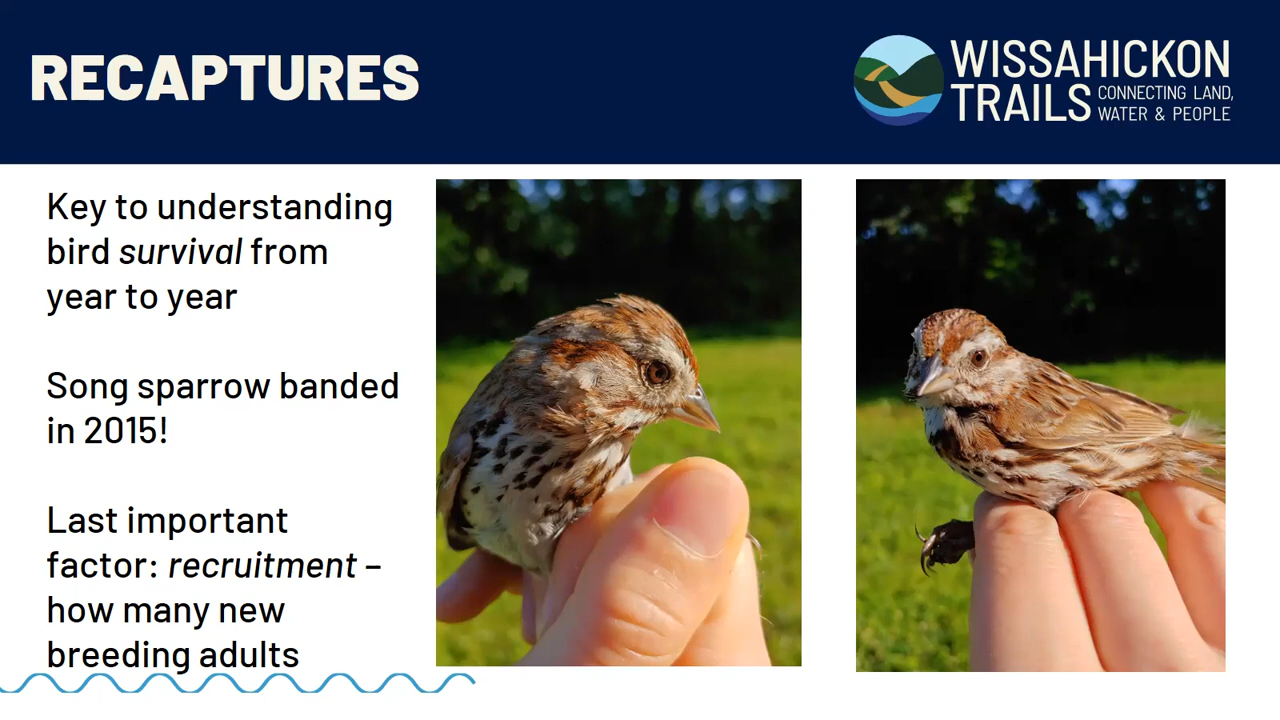 RECAPTURES
WISSAHICKON
TRAILS CONNECTING LAND,
WATER & PEOPLE
Key to understanding
bird survival from
year to year
Song sparrow banded
in 2015!
Last important
factor: recruitment –
how many new
breeding adults